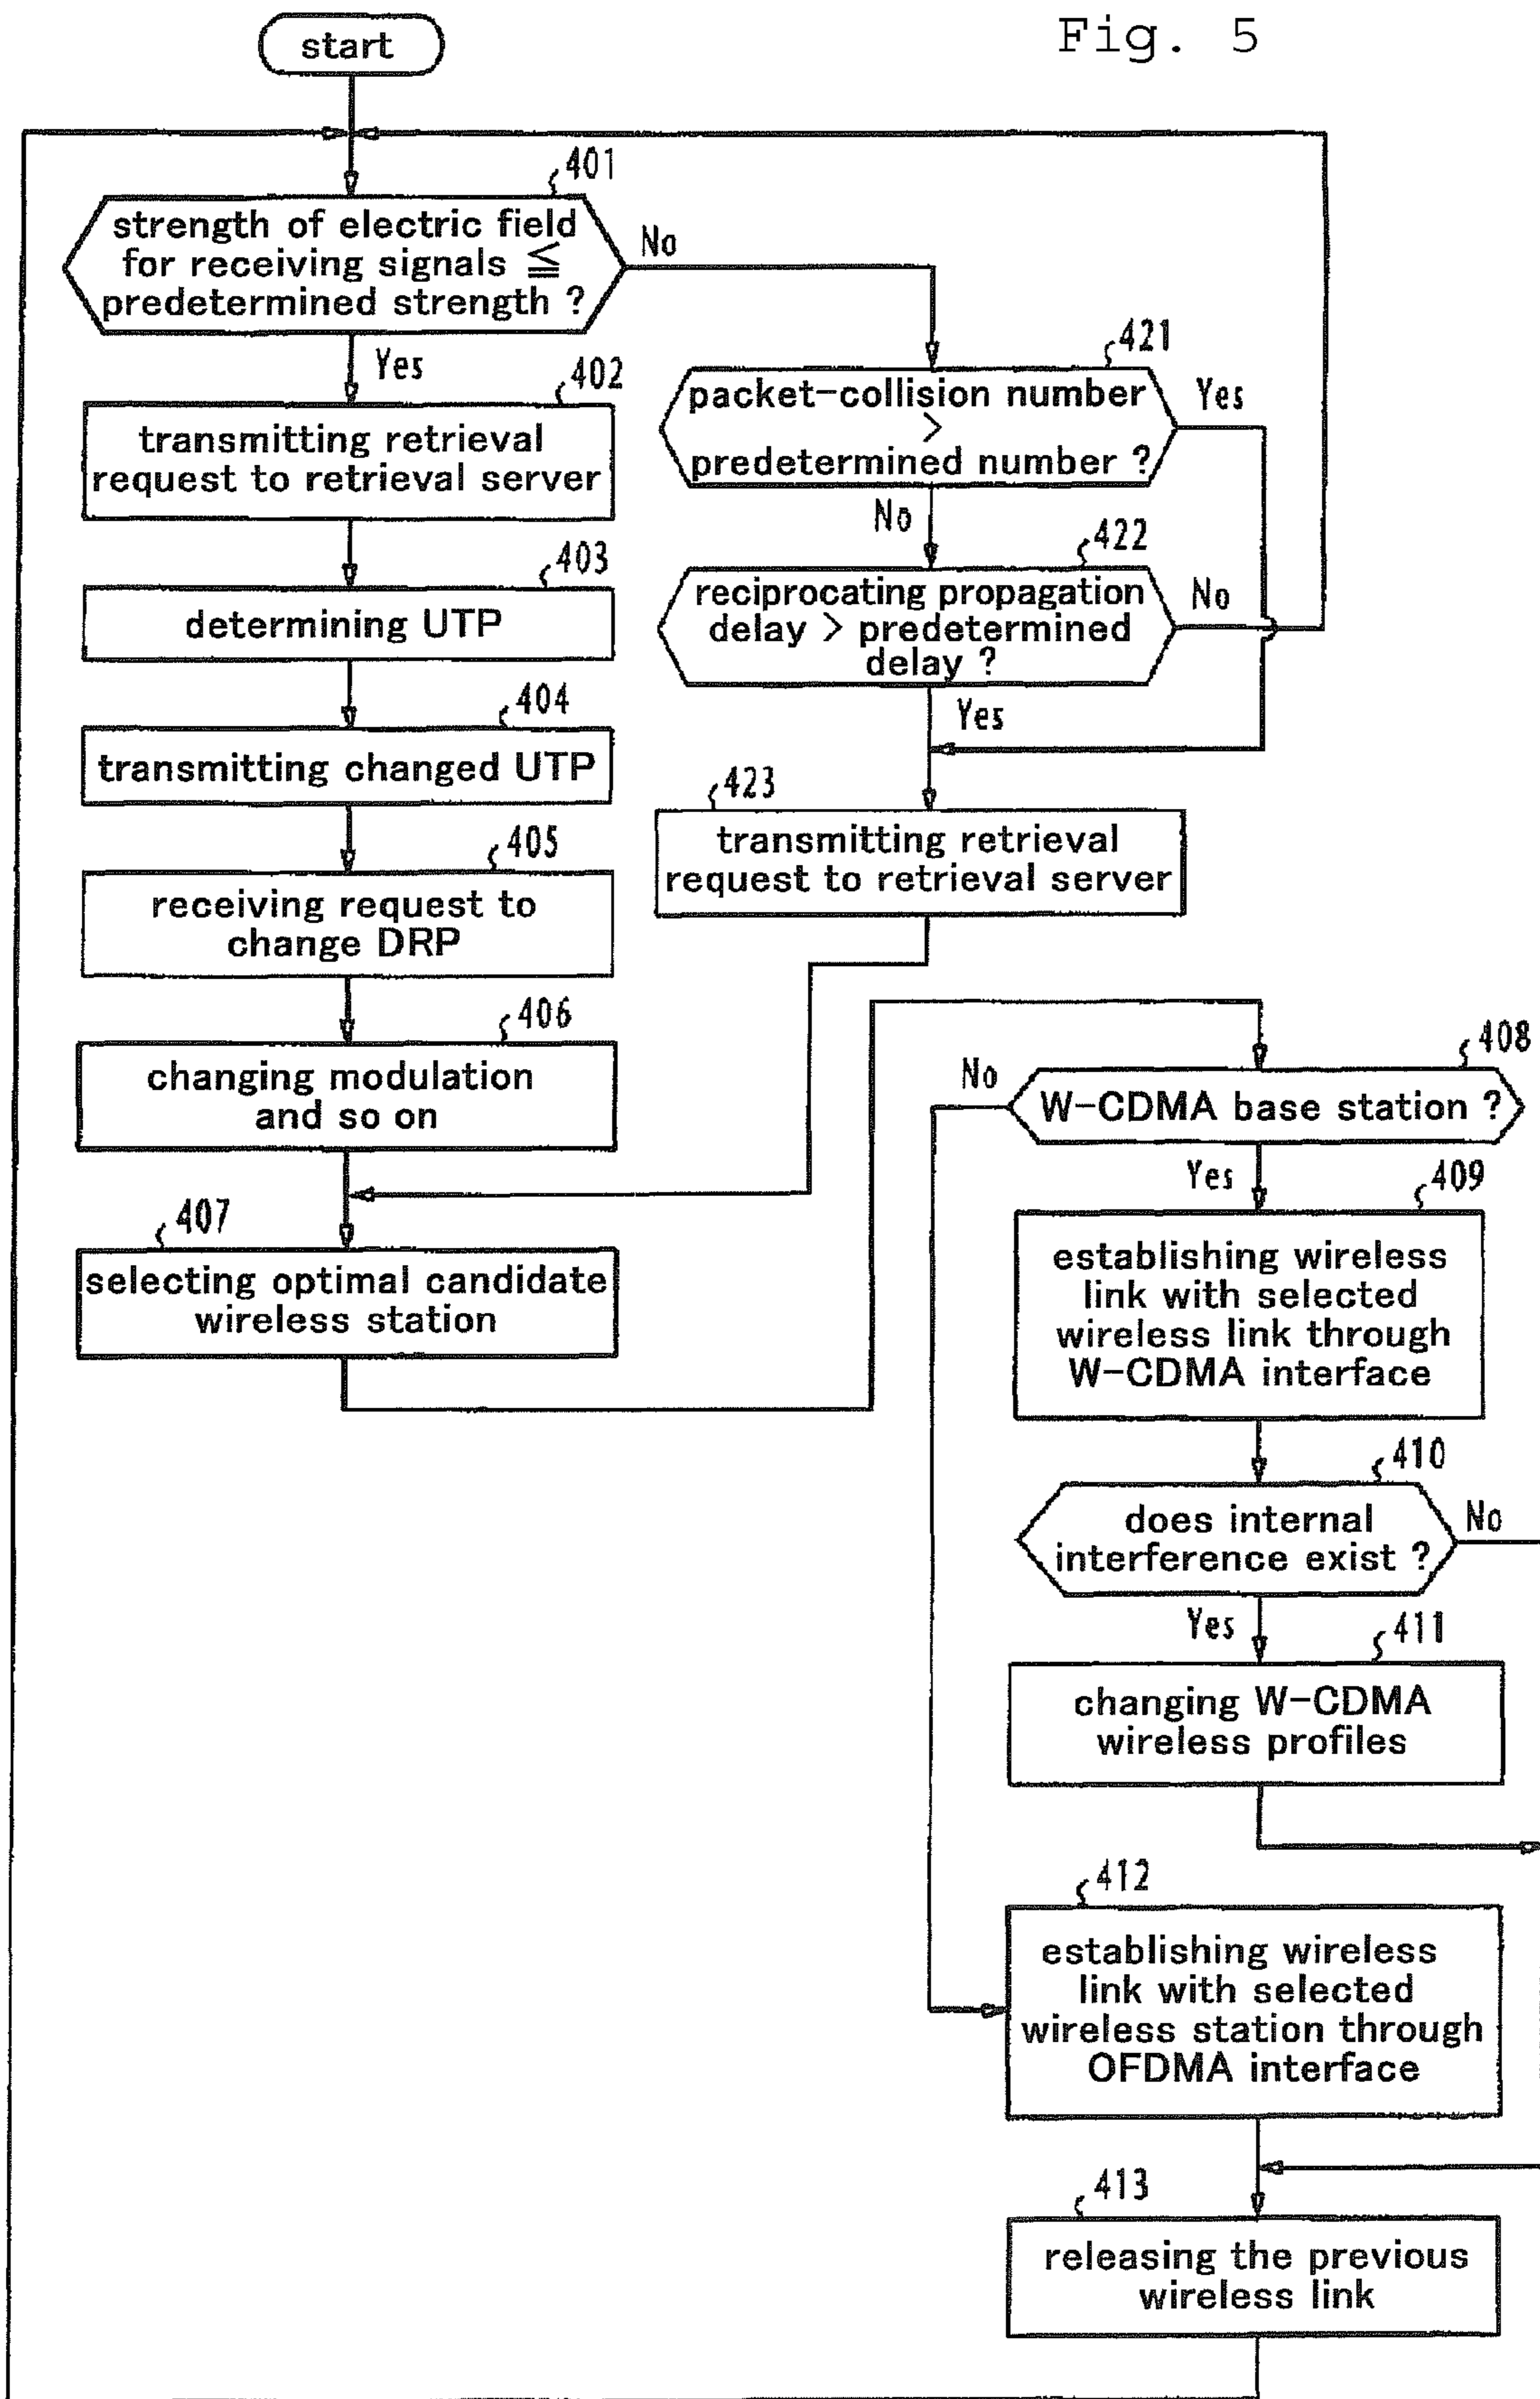 Fig. 5
start
401
strength of electric field
for receiving signals ≦
predetermined strength ?
No
Yes
402
transmitting retrieval
request to retrieval server
403
determining UTP
404
transmitting changed UTP
405
receiving request to
change DRP
406
changing modulation
and so on
407
selecting optimal candidate
wireless station
421
packet-collision number
>
predetermined number ?
Yes
No
422
reciprocating propagation
delay > predetermined
delay ?
No
Yes
423
transmitting retrieval
request to retrieval server
408
W-CDMA base station ?
No
Yes
409
establishing wireless
link with selected
wireless link through
W-CDMA interface
410
does internal
interference exist ?
No
Yes
411
changing W-CDMA
wireless profiles
412
establishing wireless
link with selected
wireless station through
OFDMA interface
413
releasing the previous
wireless link